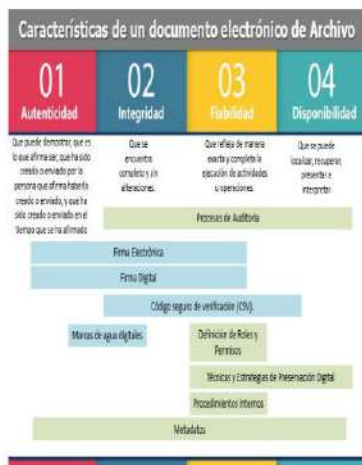 Características de un documento electrónico de Archivo
01
Autenticidad
02
Integridad
03
Fiabilidad
04
Disponibilidad
Que puede demostrar, que es
lo que afirma ser, que ha sido
creado o enviado por la
persona que afirma haberlo
creado o enviado, y que ha
sido creado o enviado en el
tiempo que se ha afirmado
Que se
encuentra
completo y sin
alteraciones.
Que refleja de manera
exacta y completa la
ejecución de actividades
u operaciones.
Que se puede
localizar, recuperar,
presentar e
interpretar
Procesos de Auditoria
Firma Electrónica
Firma Digital
Código seguro de verificación (CSV).
Marcas de agua digitales
Definición de Roles y
Permisos
Técnicas y Estrategias de Preservación Digital
Procedimientos Internos
Metadatos